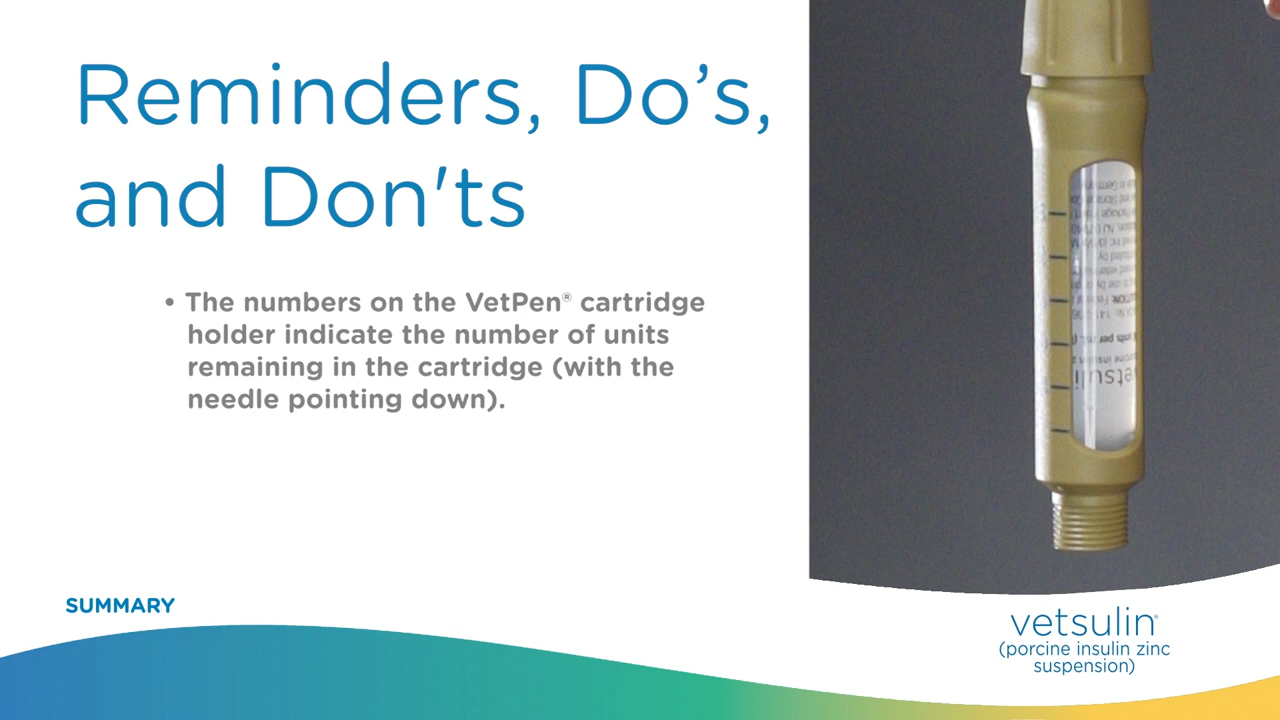 Reminders, Do’s,
and Don'ts
• The numbers on the VetPen® cartridge
holder indicate the number of units
remaining in the cartridge (with the
needle pointing down).
SUMMARY
vetsulin®
(porcine insulin zinc
suspension)